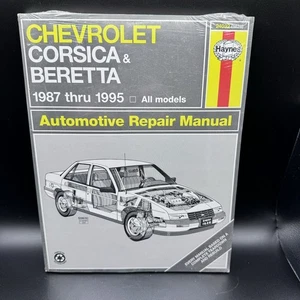 CHEVROLET
CORSICA &
BERETTA
1987 thru 1995 □ All models
Automotive Repair Manual
Haynes